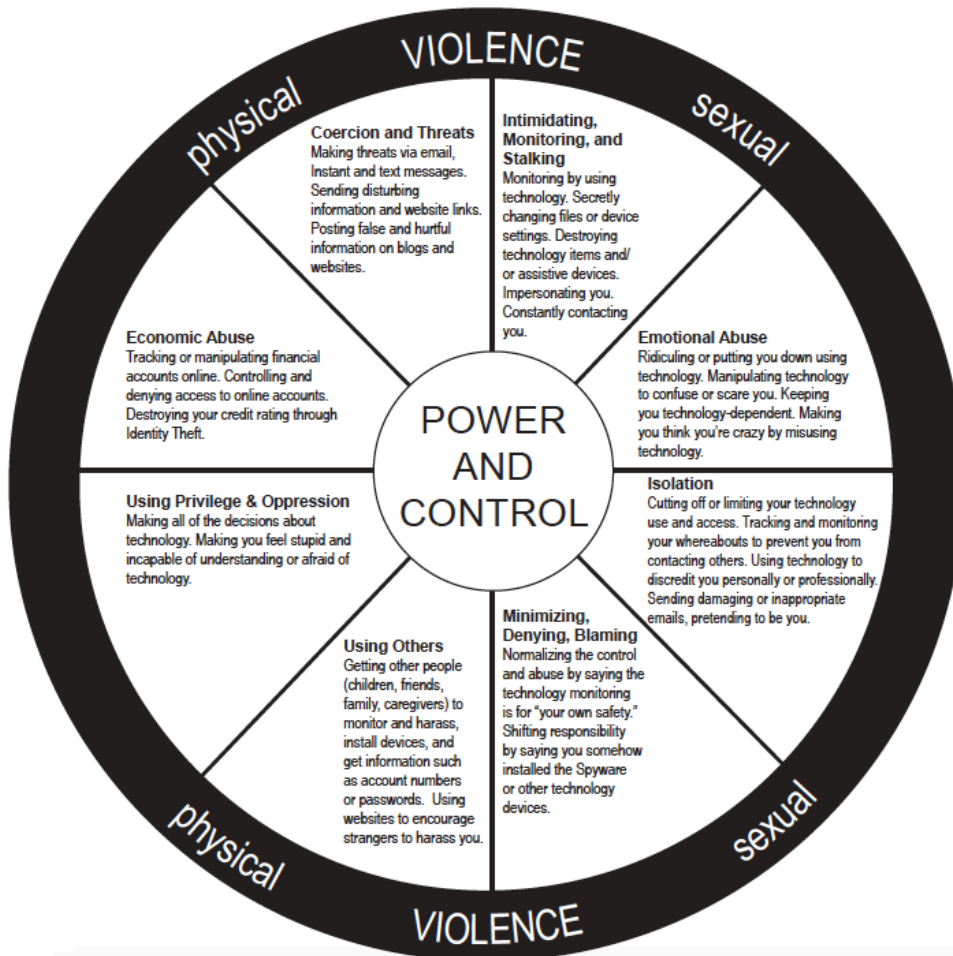 VIOLENCE
physical
sexual
Coercion and Threats
Making threats via email,
Instant and text messages.
Sending disturbing
information and website links.
Posting false and hurtful
information on blogs and
websites.
Intimidating,
Monitoring, and
Stalking
Monitoring by using
technology. Secretly
changing files or device
settings. Destroying
technology items and/
or assistive devices.
Impersonating you.
Constantly contacting
you.
Economic Abuse
Tracking or manipulating financial
accounts online. Controlling and
denying access to online accounts.
Destroying your credit rating through
Identity Theft.
Emotional Abuse
Ridiculing or putting you down using
technology. Manipulating technology
to confuse or scare you. Keeping
you technology-dependent. Making
you think you're crazy by misusing
technology.
POWER
AND
CONTROL
Using Privilege & Oppression
Making all of the decisions about
technology. Making you feel stupid and
incapable of understanding or afraid of
technology.
Isolation
Cutting off or limiting your technology
use and access. Tracking and monitoring
your whereabouts to prevent you from
contacting others. Using technology to
discredit you personally or professionally.
Sending damaging or inappropriate
emails, pretending to be you.
Using Others
Getting other people
(children, friends,
family, caregivers) to
monitor and harass,
install devices, and
get information such
as account numbers
or passwords.  Using
websites to encourage
strangers to harass you.
Minimizing,
Denying, Blaming
Normalizing the control
and abuse by saying the
technology monitoring
is for “your own safety.”
Shifting responsibility
by saying you somehow
installed the Spyware
or other technology
devices.
physical
sexual
VIOLENCE